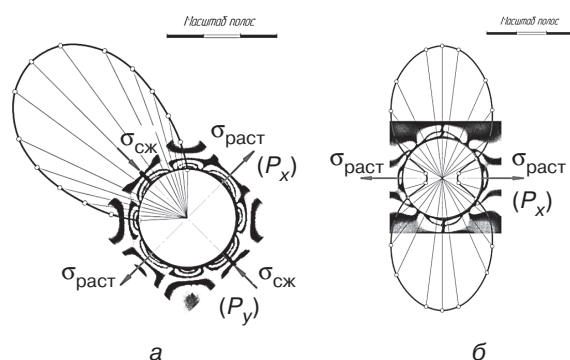 Масштаб полос
Масштаб полос
σсж
σраст
(Px)
σраст
σсж
(Py)
σраст
σраст
(Px)
а
б